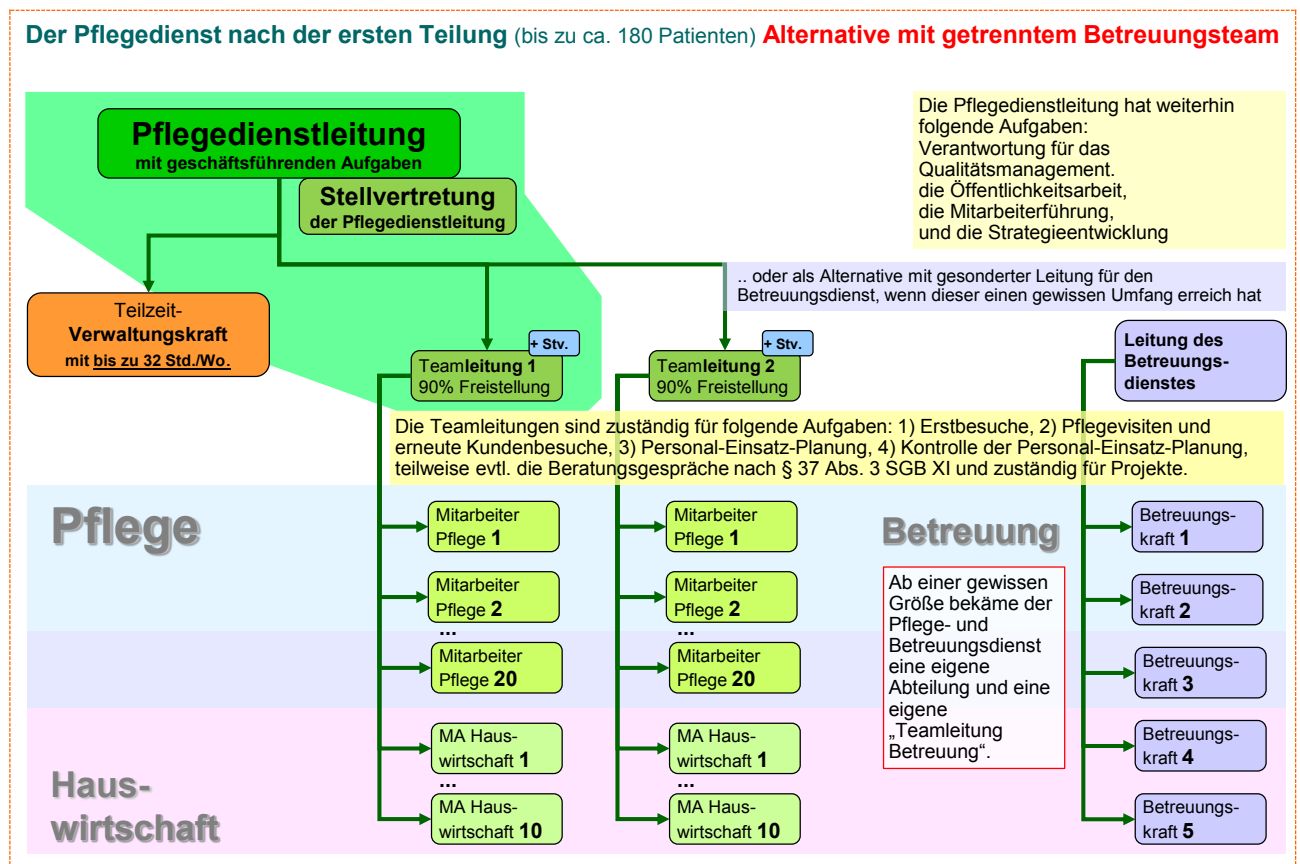 Der Pflegedienst nach der ersten Teilung (bis zu ca. 180 Patienten) Alternative mit getrenntem Betreuungsteam
Pflegedienstleitung
mit geschäftsführenden Aufgaben
Stellvertretung
der Pflegedienstleitung
Die Pflegedienstleitung hat weiterhin
folgende Aufgaben:
Verantwortung für das
Qualitätsmanagement.
die Öffentlichkeitsarbeit,
die Mitarbeiterführung,
und die Strategieentwicklung
.. oder als Alternative mit gesonderter Leitung für den
Betreuungsdienst, wenn dieser einen gewissen Umfang erreich hat
Teilzeit-
Verwaltungskraft
mit bis zu 32 Std./Wo.
+ Stv.
Teamleitung 1
90% Freistellung
+ Stv.
Teamleitung 2
90% Freistellung
Leitung des
Betreuungs-
dienstes
Die Teamleitungen sind zuständig für folgende Aufgaben: 1) Erstbesuche, 2) Pflegevisiten und
erneute Kundenbesuche, 3) Personal-Einsatz-Planung, 4) Kontrolle der Personal-Einsatz-Planung,
teilweise evtl. die Beratungsgespräche nach § 37 Abs. 3 SGB XI und zuständig für Projekte.
Pflege
Mitarbeiter
Pflege 1
Mitarbeiter
Pflege 2
...
Mitarbeiter
Pflege 20
MA Haus-
wirtschaft 1
...
MA Haus-
wirtschaft 10
Mitarbeiter
Pflege 1
Mitarbeiter
Pflege 2
...
Mitarbeiter
Pflege 20
MA Haus-
wirtschaft 1
...
MA Haus-
wirtschaft 10
Betreuung
Ab einer gewissen
Größe bekäme der
Pflege- und
Betreuungsdienst
eine eigene
Abteilung und eine
eigene
„Teamleitung
Betreuung“.
Betreuungs-
kraft 1
Betreuungs-
kraft 2
Betreuungs-
kraft 3
Betreuungs-
kraft 4
Betreuungs-
kraft 5
Haus-
wirtschaft